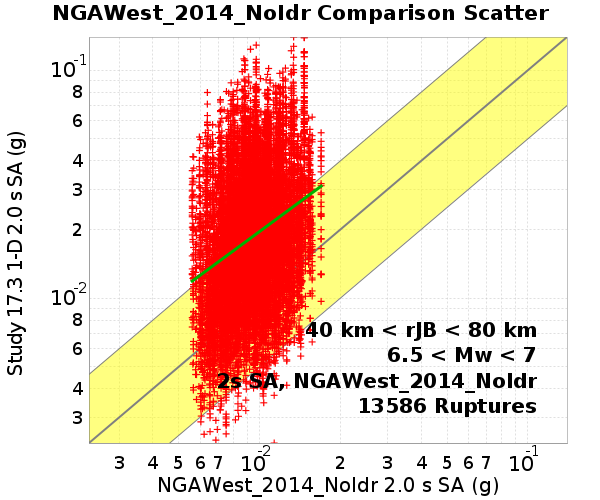 NGAWest_2014_NoIdr Comparison Scatter
10-1
8
6
4
3
2
10-2
8
6
4
3
Study 17.3 1-D 2.0 s SA (g)
40 km < rJB < 80 km
6.5 < Mw < 7
2s SA, NGAWest_2014_NoIdr
13586 Ruptures
3 4 5 6 7 10-2 2 3 4 5 6 7 10-1
NGAWest_2014_NoIdr 2.0 s SA (g)